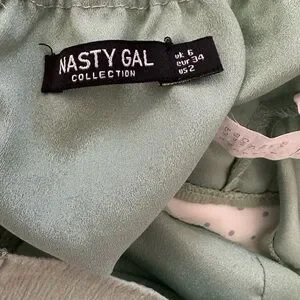 NASTY GAL
COLLECTION
uk 6
eur 34
us 2